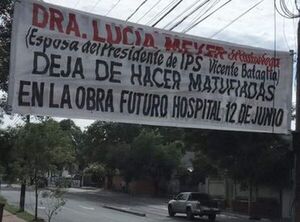 DRA. LUCIA MEYER
(Esposa del Presidente de IPS Vicente Bataglia)
DEJA DE HACER MATUFIADAS
EN LA OBRA FUTURO HOSPITAL 12 DE JUNIO